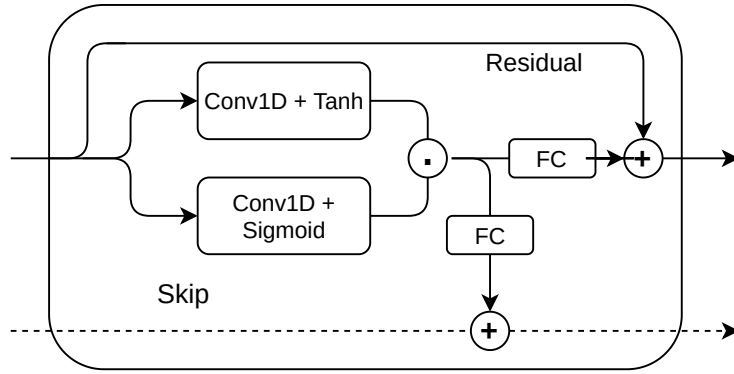 Residual
Conv1D + Tanh
.
FC
+
Conv1D +
Sigmoid
FC
Skip
+